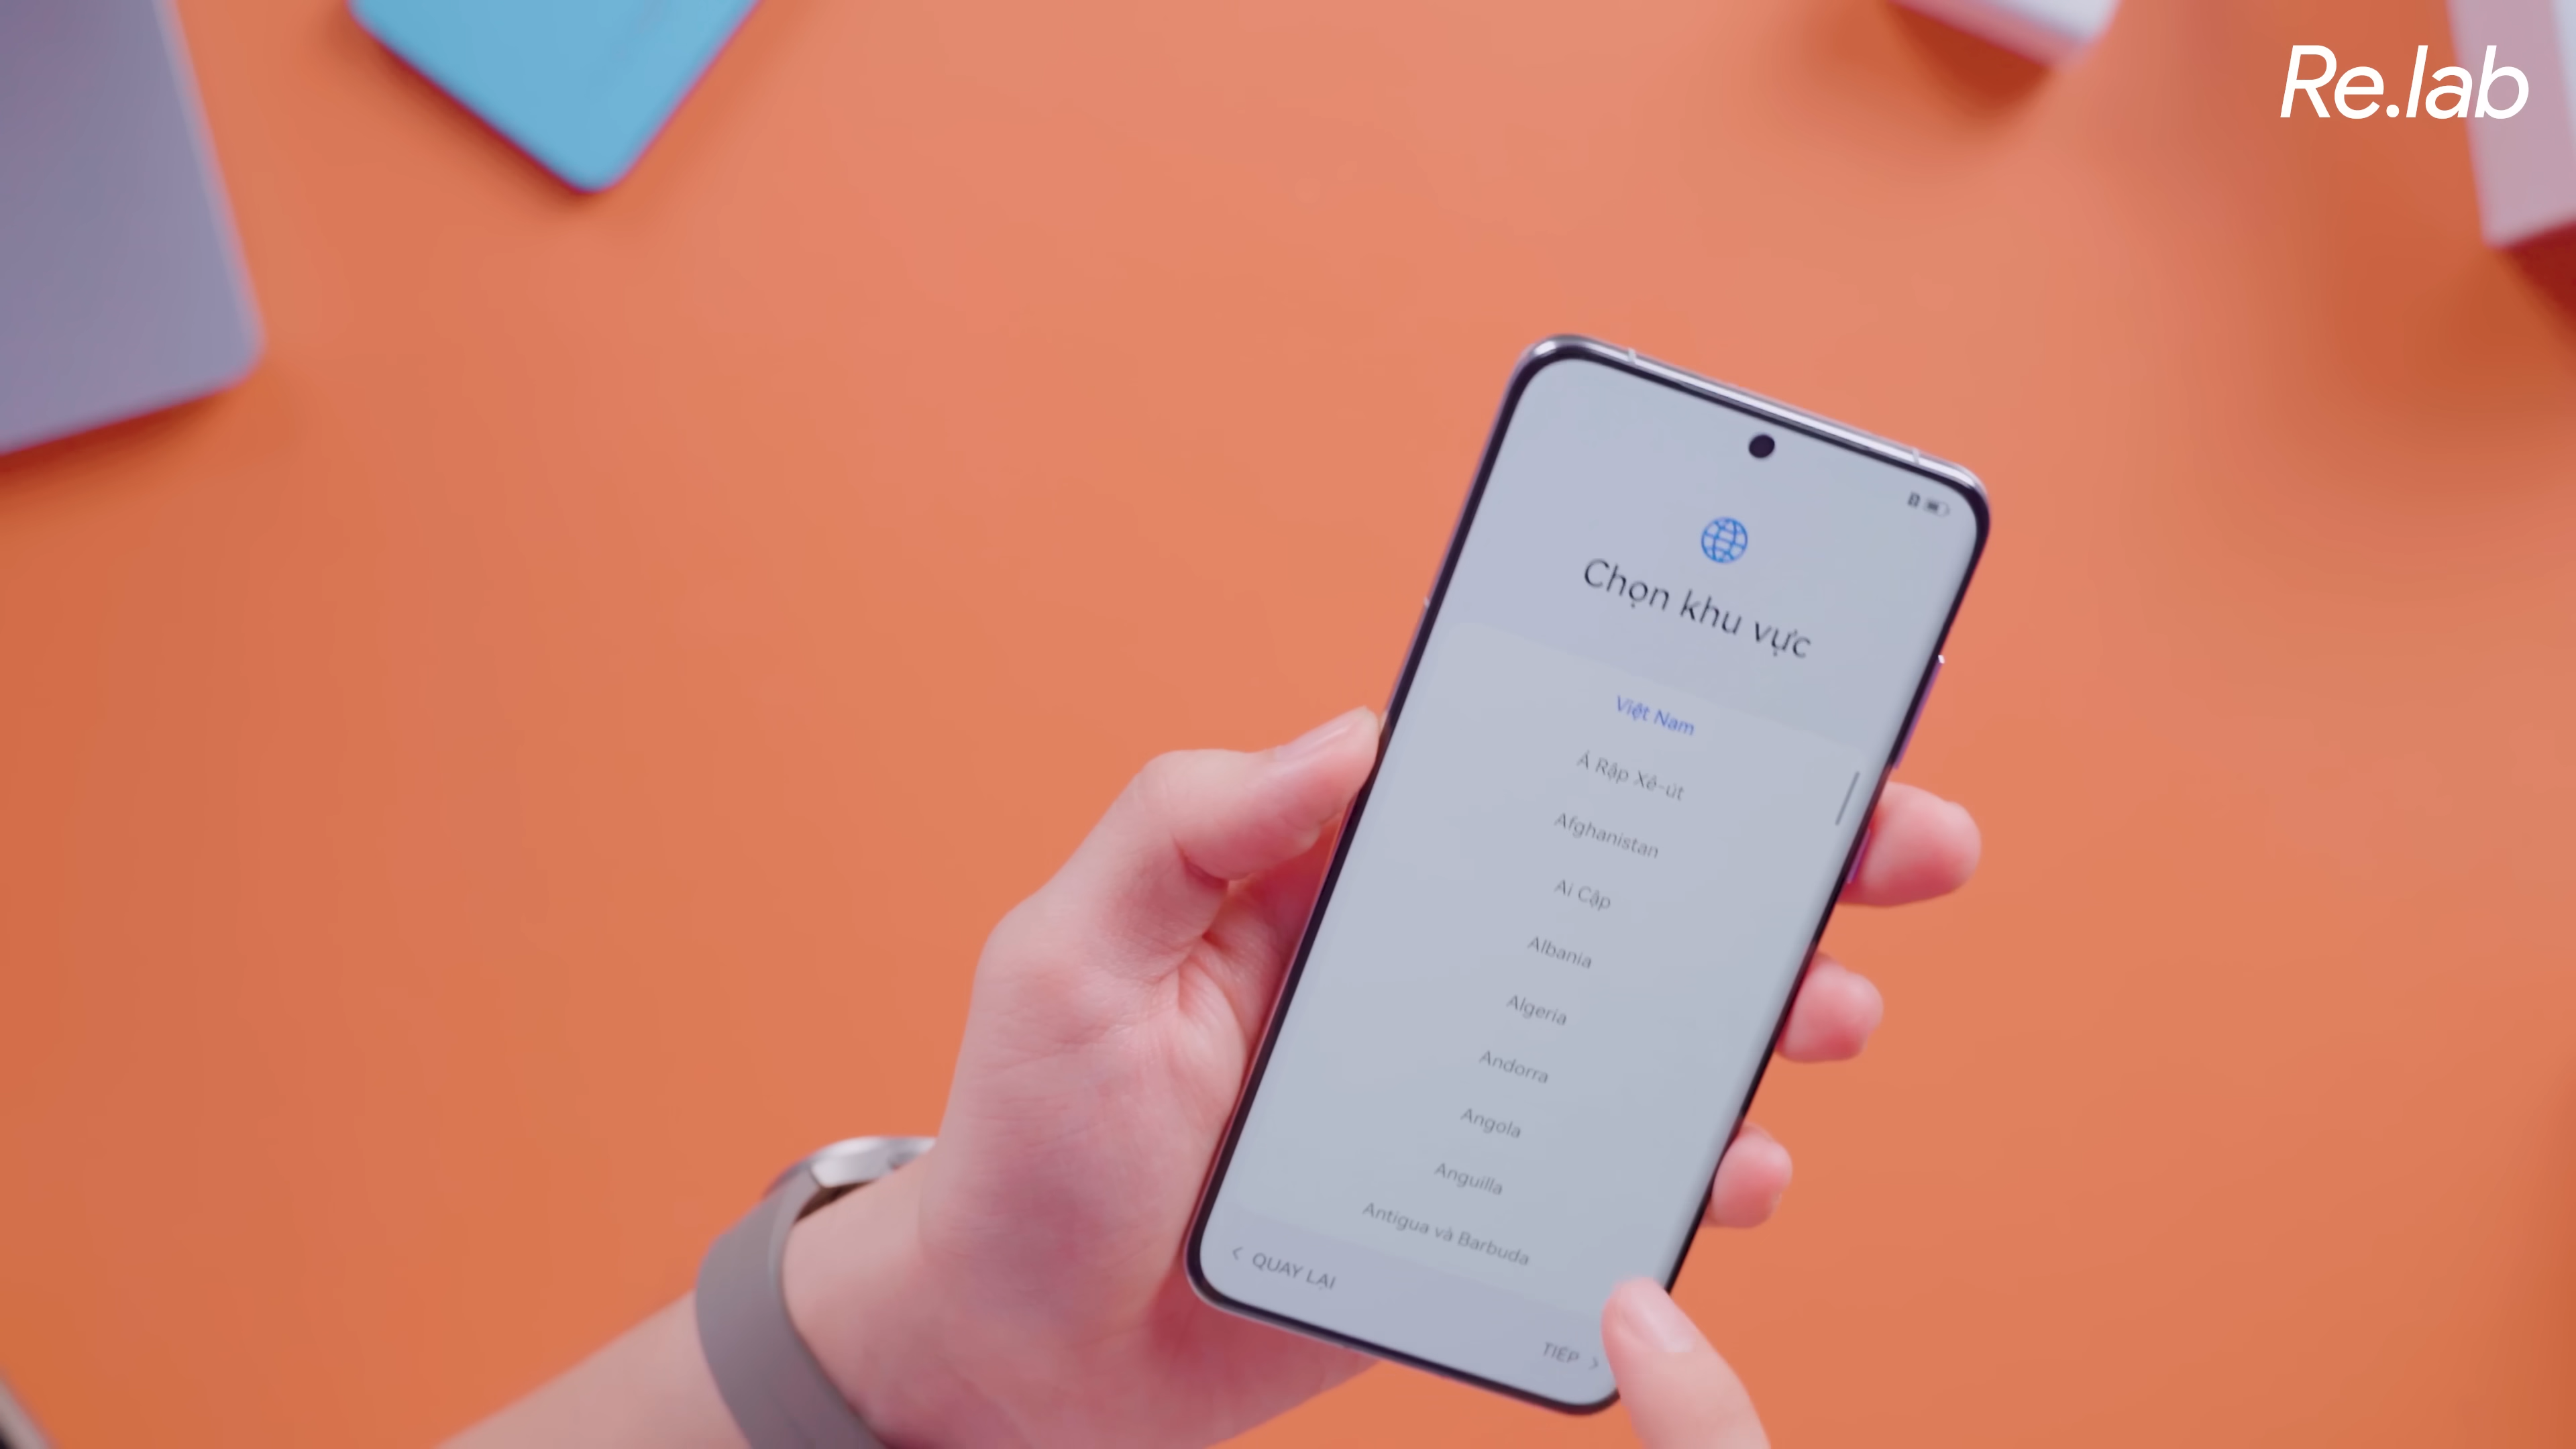 Re.lab
Chọn khu vực
Việt Nam
Ả Rập Xê-út
Afghanistan
Ai Cập
Albania
Algeria
Andorra
Angola
Anguilla
Antigua và Barbuda
QUAY LẠI
TIẾP